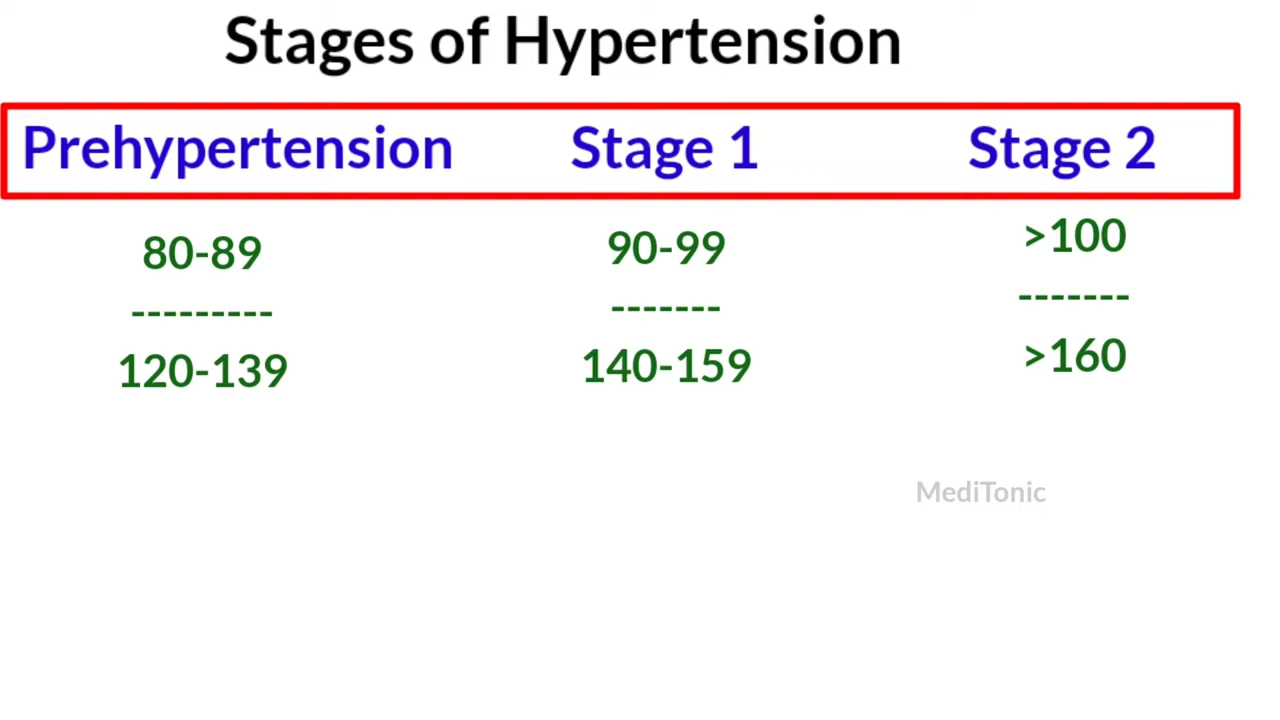 Stages of Hypertension
Prehypertension Stage 1 Stage 2
80-89 90-99 >100
--------- ------- -------
120-139 140-159 >160
MediTonic